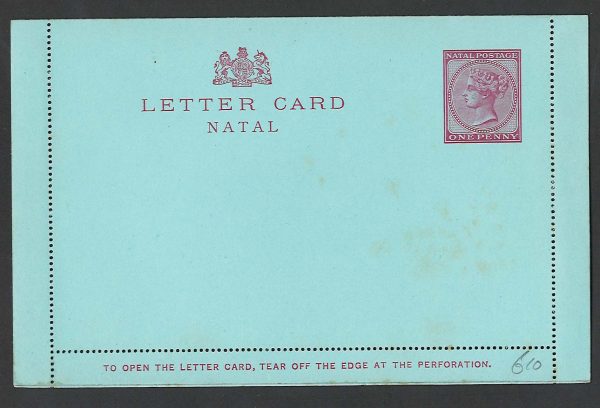 NATAL POSTAGE
LETTER CARD
NATAL
ONE PENNY
TO OPEN THE LETTER CARD, TEAR OFF THE EDGE AT THE PERFORATION.
610